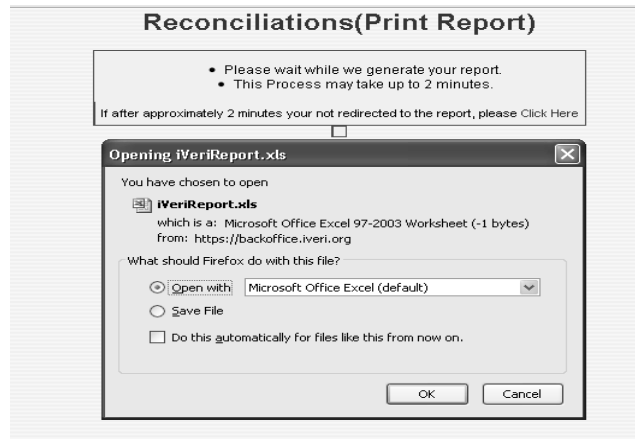 Reconciliations(Print Report)
• Please wait while we generate your report.
• This Process may take up to 2 minutes.
If after approximately 2 minutes your not redirected to the report, please Click Here
Opening iVeriReport.xls
You have chosen to open
iVeriReport.xls
which is a: Microsoft Office Excel 97-2003 Worksheet (-1 bytes)
from: https://backoffice.iveri.org
What should Firefox do with this file?
Open with Microsoft Office Excel (default)
Save File
Do this automatically for files like this from now on.
OK Cancel